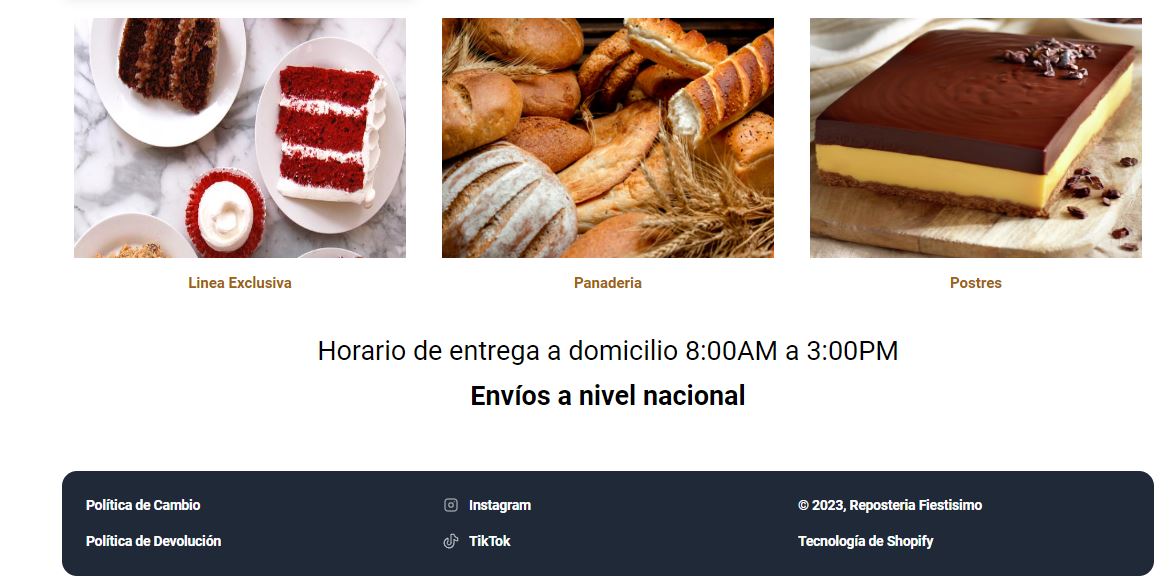 Linea Exclusiva
Panaderia
Postres
Horario de entrega a domicilio 8:00AM a 3:00PM
Envíos a nivel nacional
Política de Cambio
Instagram
© 2023, Reposteria Fiestisimo
Política de Devolución
TikTok
Tecnología de Shopify